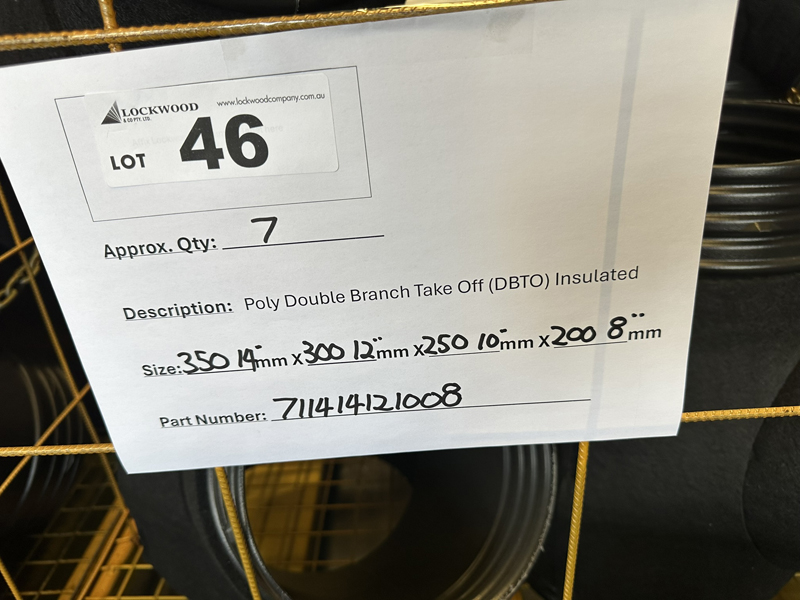 LOCKWOOD www.lockwoodcompany.com.au
& CO PTY. LTD.
LOT 46
Approx. Qty: 7
Description: Poly Double Branch Take Off (DBTO) Insulated
Size: 350 14"mm x 300 12"mm x 250 10"mm x 200 8"mm
Part Number: 711414121008